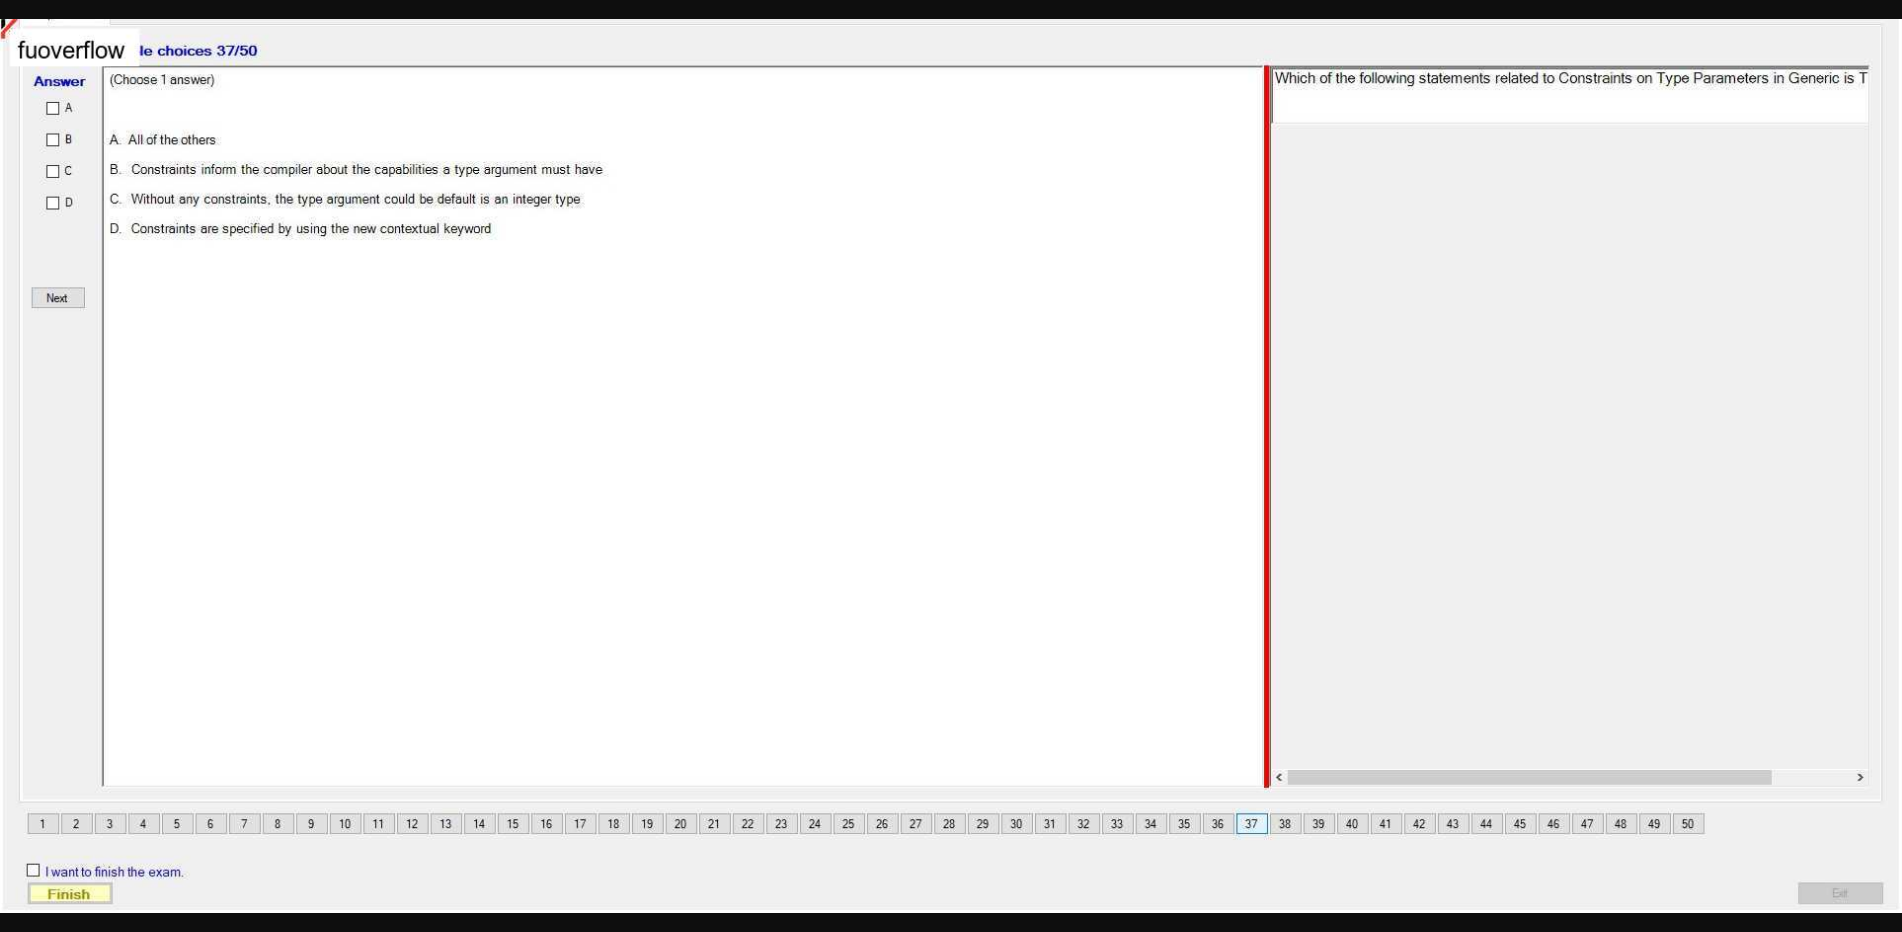 fuoverflow
le choices 37/50
Answer
A
B
C
D
Next
(Choose 1 answer)
A. All of the others
B. Constraints inform the compiler about the capabilities a type argument must have
C. Without any constraints, the type argument could be default is an integer type
D. Constraints are specified by using the new contextual keyword
Which of the following statements related to Constraints on Type Parameters in Generic is T
1 2 3 4 5 6 7 8 9 10 11 12 13 14 15 16 17 18 19 20 21 22 23 24 25 26 27 28 29 30 31 32 33 34 35 36 37 38 39 40 41 42 43 44 45 46 47 48 49 50
I want to finish the exam.
Finish
Exit